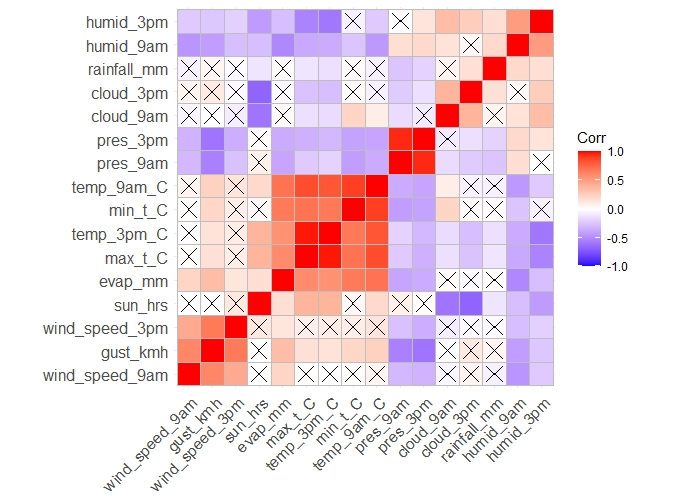 humid_3pm
humid_9am
rainfall_mm
cloud_3pm
cloud_9am
pres_3pm
pres_9am
temp_9am_C
min_t_C
temp_3pm_C
max_t_C
evap_mm
sun_hrs
wind_speed_3pm
gust_kmh
wind_speed_9am
Corr
1.0
0.5
0.0
-0.5
-1.0
wind_speed_9am
gust_kmh
wind_speed_3pm
sun_hrs
evap_mm
max_t_C
temp_3pm_C
min_t_C
temp_9am_C
pres_9am
pres_3pm
cloud_9am
cloud_3pm
rainfall_mm
humid_9am
humid_3pm